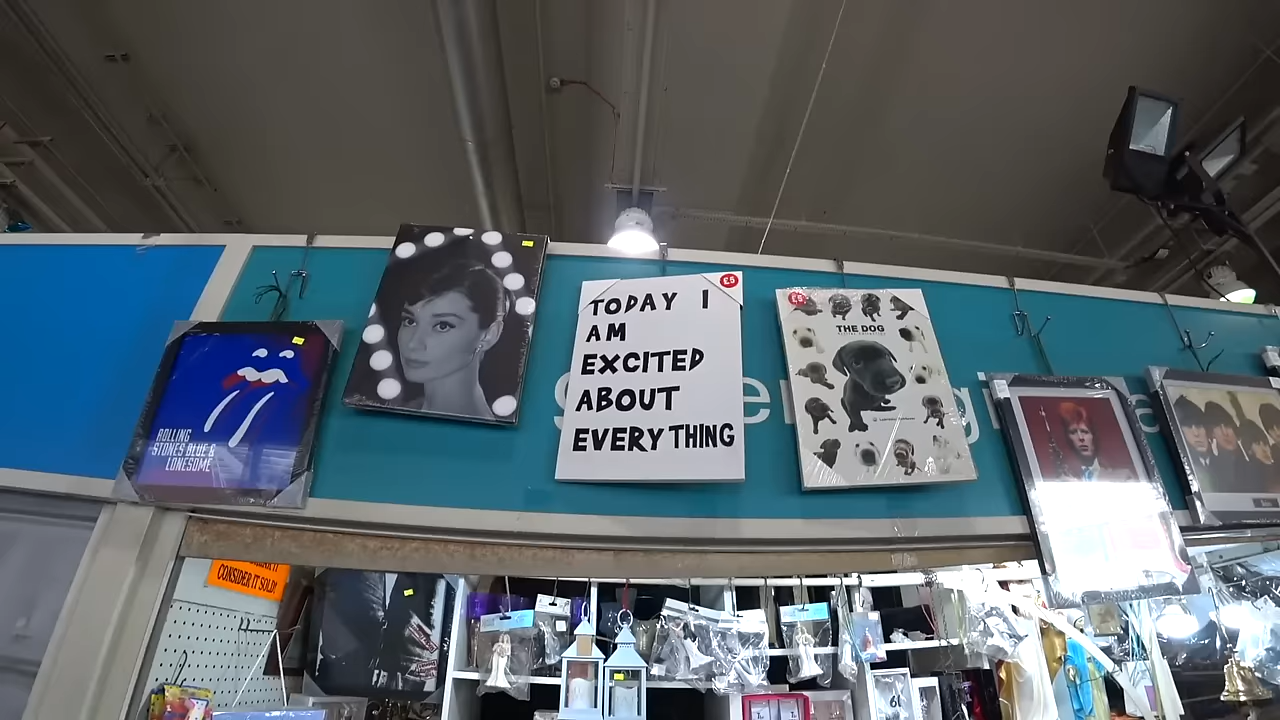 ROLLING
STONES BLUE &
LONESOME
TODAY I
AM
EXCITED
ABOUT
EVERYTHING
£5
£5
THE DOG
CONSIDER IT SOLD!